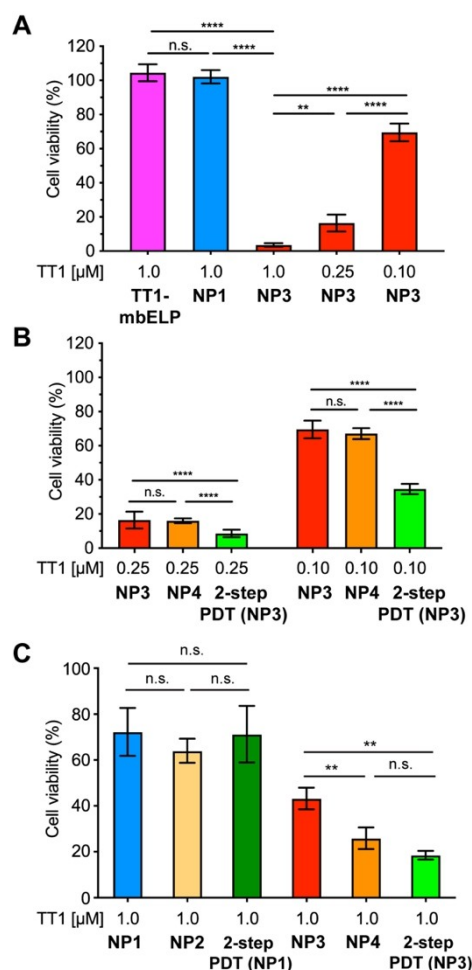 A
Cell viability (%)
120
100
80
60
40
20
0
****
n.s. ****
****
** ****
TT1 [µM] 1.0 1.0 1.0 0.25 0.10
TT1- NP1 NP3 NP3 NP3
mbELP
B
Cell viability (%)
120
100
80
60
40
20
0
**** ****
n.s. **** n.s. ****
TT1 [µM] 0.25 0.25 0.25 0.10 0.10 0.10
NP3 NP4 2-step NP3 NP4 2-step
PDT (NP3) PDT (NP3)
C
Cell viability (%)
100
80
60
40
20
0
n.s.
n.s. n.s.
**
** n.s.
TT1 [µM] 1.0 1.0 1.0 1.0 1.0 1.0
NP1 NP2 2-step NP3 NP4 2-step
PDT (NP1) PDT (NP3)